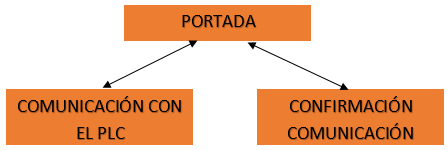 PORTADA
COMUNICACIÓN CON
EL PLC
CONFIRMACIÓN
COMUNICACIÓN